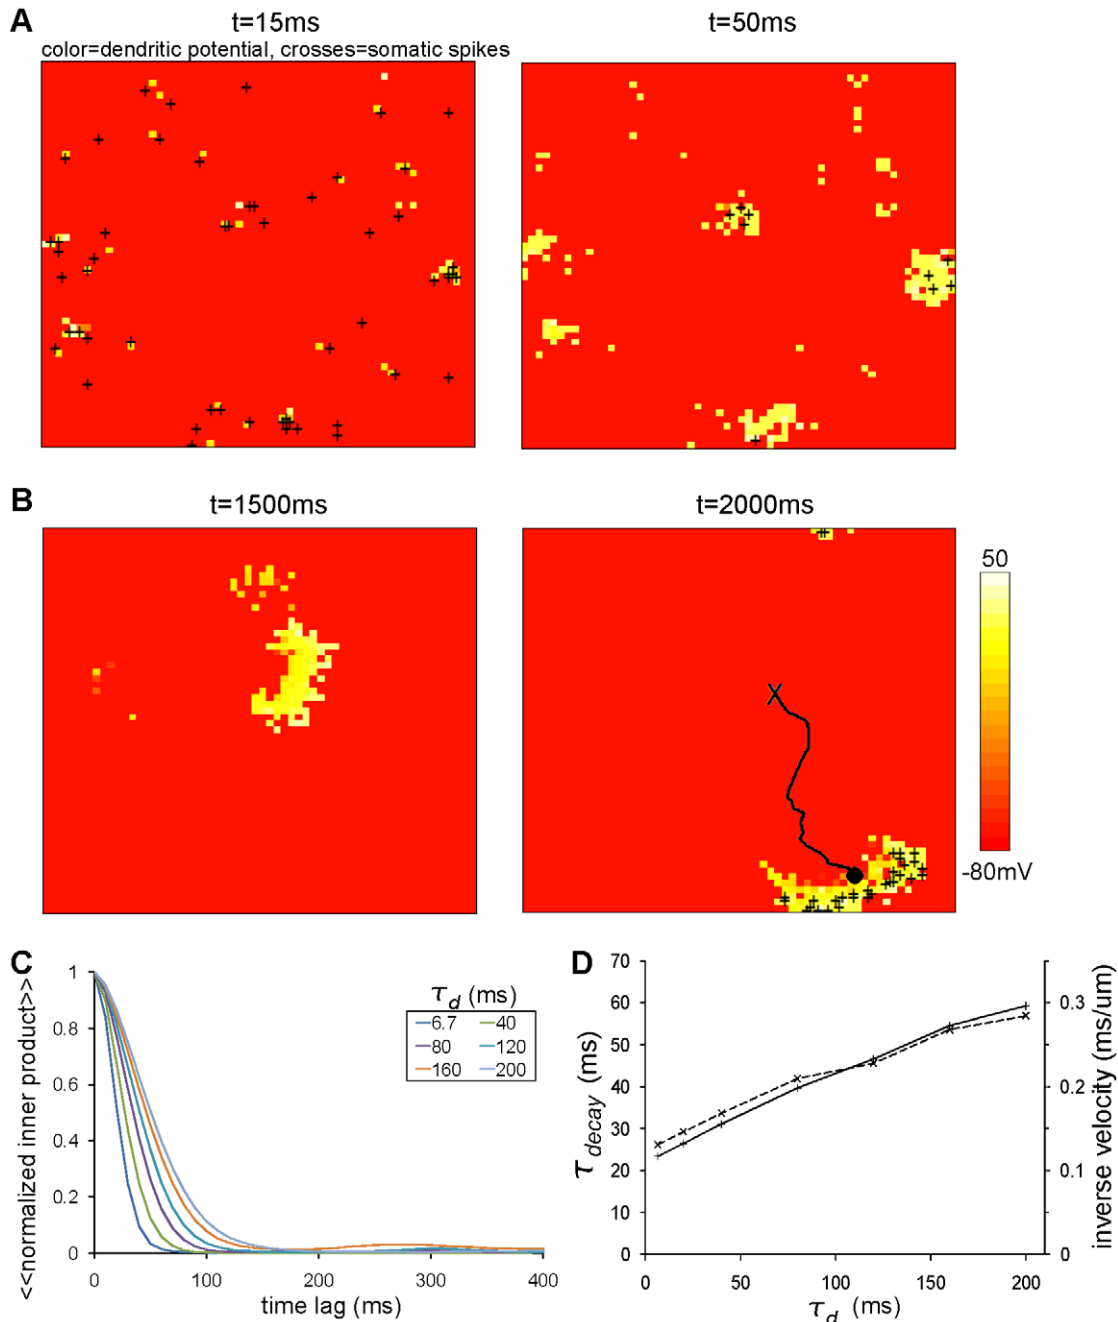 A
t=15ms
t=50ms
color=dendritic potential, crosses=somatic spikes
B
t=1500ms
t=2000ms
50
X
-80mV
C
<<normalized inner product>>
1
0.8
0.6
0.4
0.2
0
0 100 200 300 400
time lag (ms)
τd (ms)
6.7 40
80 120
160 200
D
τdecay (ms)
70
60
50
40
30
20
10
0
0 50 100 150 200
τd (ms)
0.3
0.2
0.1
0
inverse velocity (ms/um)